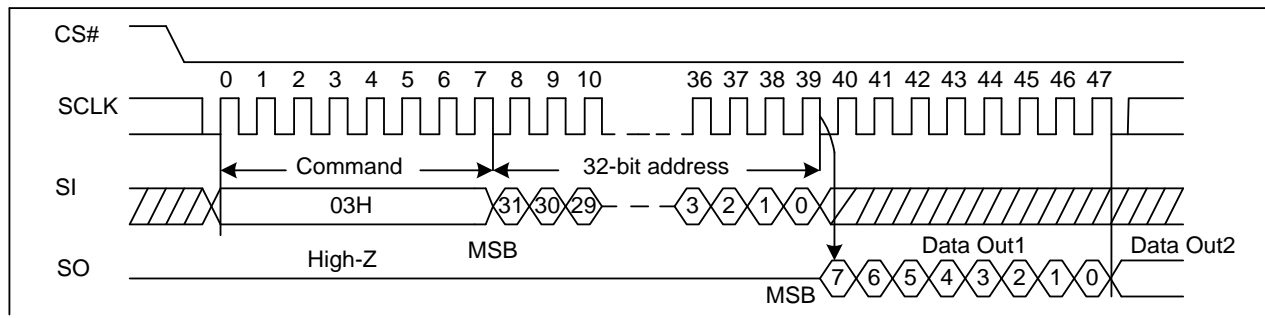 CS#
0 1 2 3 4 5 6 7 8 9 10 36 37 38 39 40 41 42 43 44 45 46 47
SCLK
Command 32-bit address
SI
03H 31 30 29 3 2 1 0
High-Z MSB Data Out1 Data Out2
SO
MSB 7 6 5 4 3 2 1 0